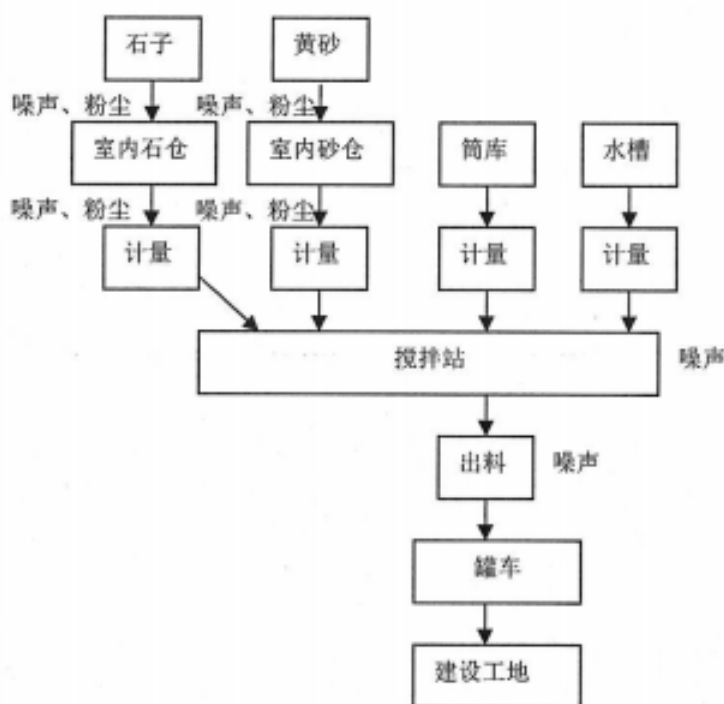 石子 黄砂
噪声、粉尘 噪声、粉尘
室内石仓 室内砂仓 筒库 水槽
噪声、粉尘 噪声、粉尘
计量 计量 计量 计量
搅拌站 噪声
出料 噪声
罐车
建设工地